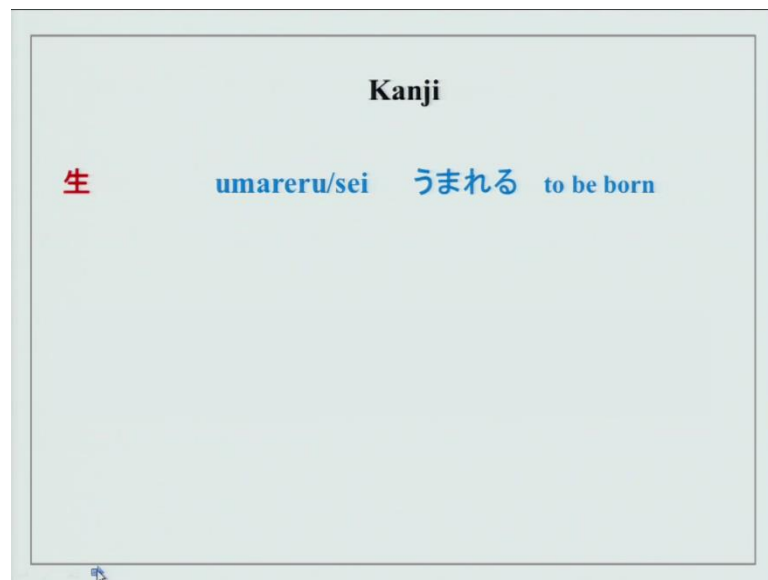 Kanji
生 umareru/sei うまれる to be born